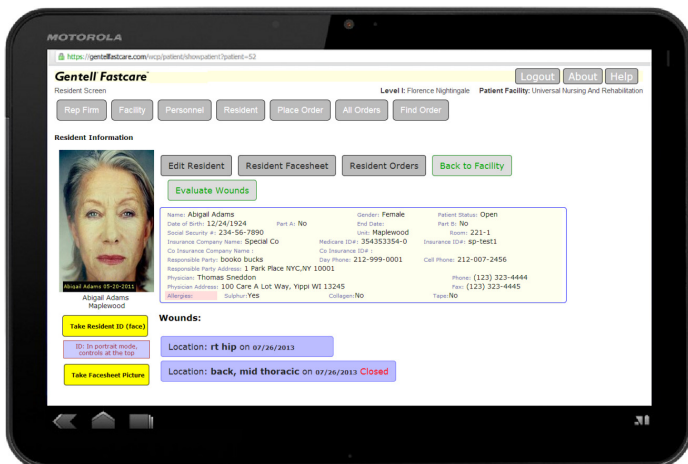 MOTOROLA
https://gentellfastcare.com/wcp/patient/showpatient?patient=52
Gentell Fastcare
Logout About Help
Resident Screen
Level I: Florence Nightingale Patient Facility: Universal Nursing And Rehabilitation
Rep Firm Facility Personnel Resident Place Order All Orders Find Order
Resident Information
Edit Resident Resident Facesheet Resident Orders Back to Facility
Evaluate Wounds
Name: Abigail Adams Gender: Female Patient Status: Open
Date of Birth: 12/24/1924 Part A: No End Date: Part B: No
Social Security #: 234-56-7890 Unit: Maplewood Room: 221-1
Insurance Company Name: Special Co Medicare ID#: 354353354-0 Insurance ID#: sp-test1
Co Insurance Company Name : Co Insurance ID# :
Responsible Party: booko bucks Day Phone: 212-999-0001 Cell Phone: 212-007-2456
Responsible Party Address: 1 Park Place NYC,NY 10001
Physician: Thomas Sneddon Phone: (123) 323-4444
Physician Address: 100 Care A Lot Way, Yippi WI 13245 Fax: (123) 323-4445
Allergies: Sulphur:Yes Collagen:No Tape:No
Abigail Adams 05-20-2011
Abigail Adams
Maplewood
Take Resident ID (face)
ID: In portrait mode,
controls at the top
Take Facesheet Picture
Wounds:
Location: rt hip on 07/26/2013
Location: back, mid thoracic on 07/26/2013 Closed